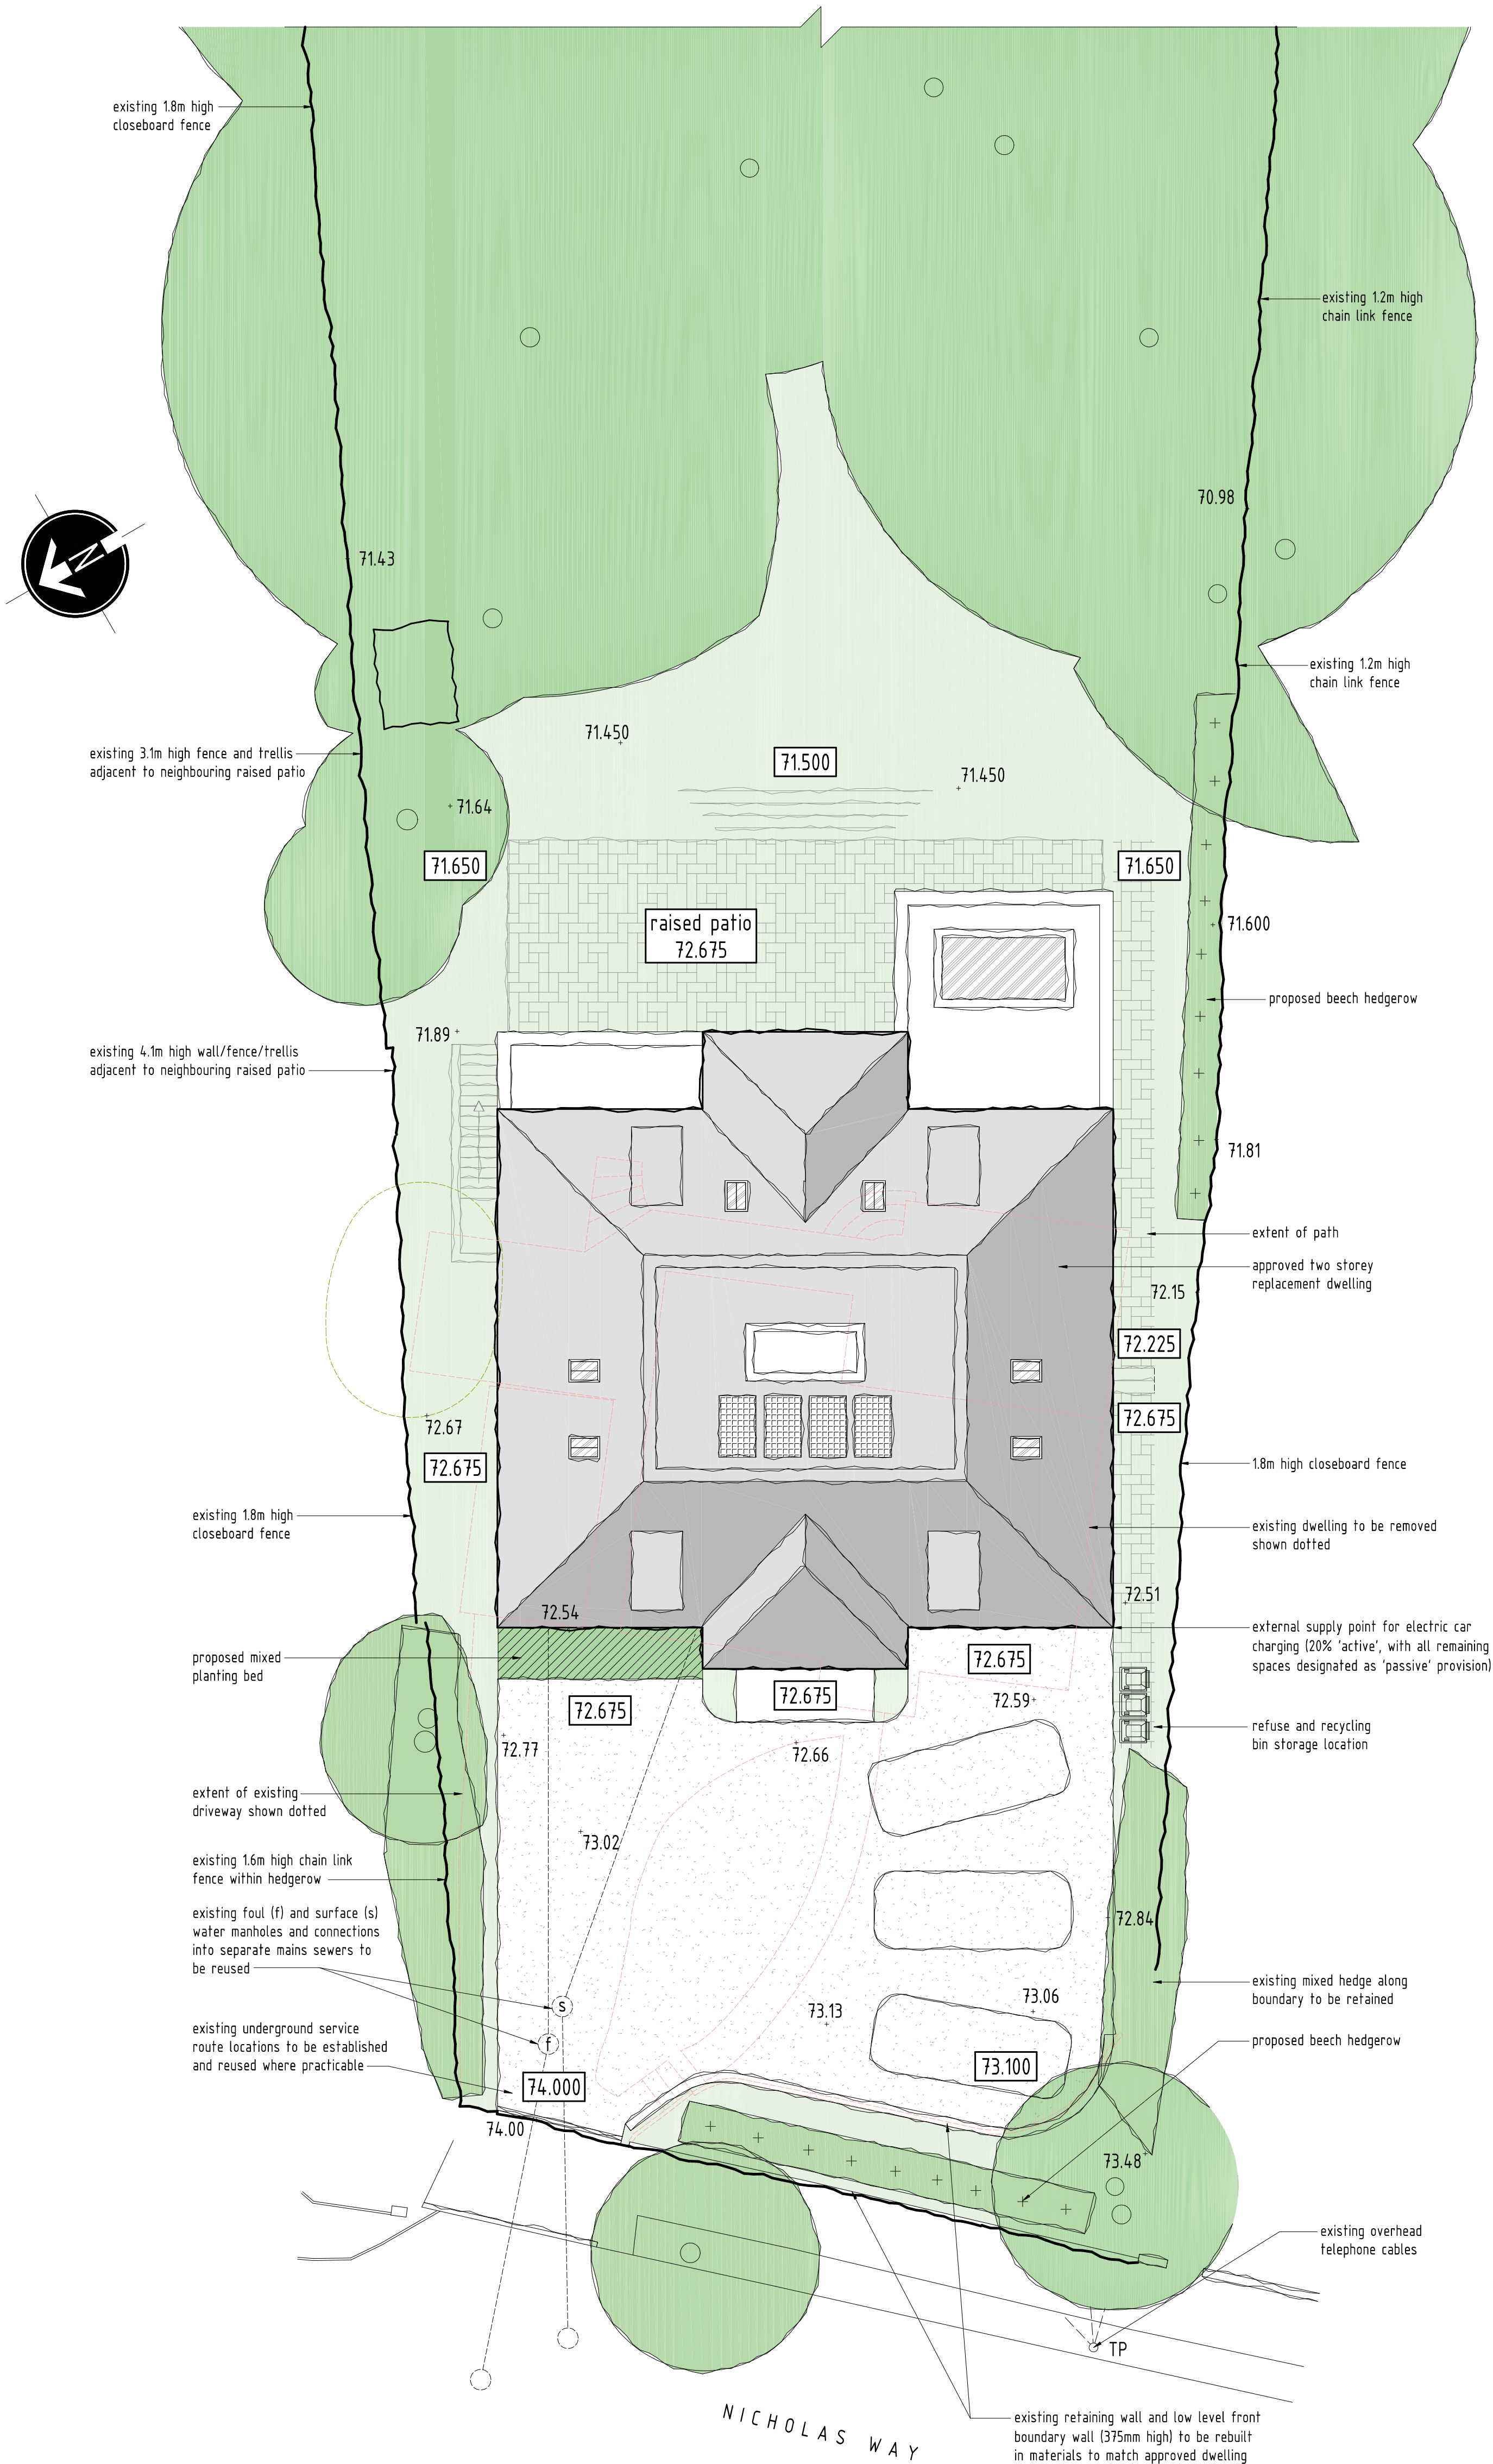 existing 1.8m high
closeboard fence
existing 1.2m high
chain link fence
70.98
N
71.43
existing 1.2m high
chain link fence
71.450
existing 3.1m high fence and trellis
adjacent to neighbouring raised patio
71.500
71.450
71.64
71.650
71.650
raised patio
72.675
71.600
proposed beech hedgerow
71.89
existing 4.1m high wall/fence/trellis
adjacent to neighbouring raised patio
71.81
extent of path
approved two storey
replacement dwelling
72.15
72.225
72.67
72.675
72.675
1.8m high closeboard fence
existing 1.8m high
closeboard fence
existing dwelling to be removed
shown dotted
72.51
72.54
external supply point for electric car
charging (20% 'active', with all remaining
spaces designated as 'passive' provision)
proposed mixed
planting bed
72.675
72.675
72.675
72.59
refuse and recycling
bin storage location
72.77
72.66
extent of existing
driveway shown dotted
73.02
existing 1.6m high chain link
fence within hedgerow
existing foul (f) and surface (s)
water manholes and connections
into separate mains sewers to
be reused
72.84
existing mixed hedge along
boundary to be retained
s
73.13
73.06
existing underground service
route locations to be established
and reused where practicable
f
proposed beech hedgerow
73.100
74.000
74.00
73.48
existing overhead
telephone cables
TP
NICHOLAS WAY
existing retaining wall and low level front
boundary wall (375mm high) to be rebuilt
in materials to match approved dwelling